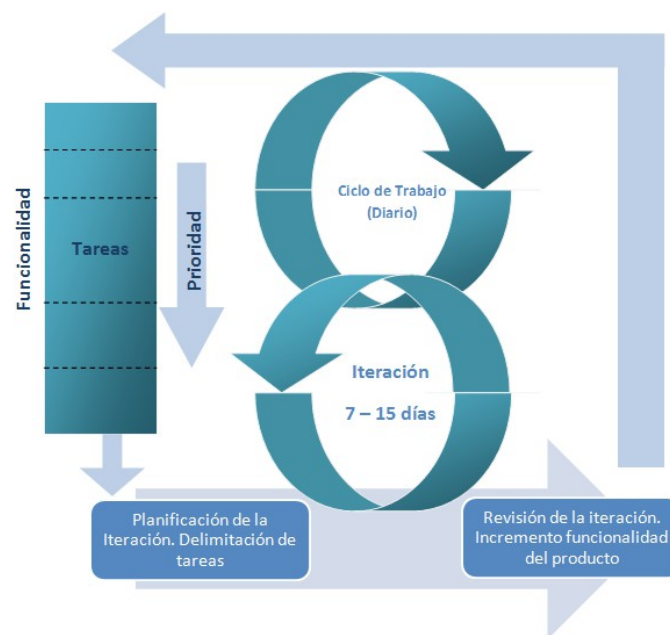 Funcionalidad
Tareas
Prioridad
Ciclo de Trabajo
(Diario)
Iteración
7 – 15 días
Planificación de la
Iteración. Delimitación de
tareas
Revisión de la iteración.
Incremento funcionalidad
del producto